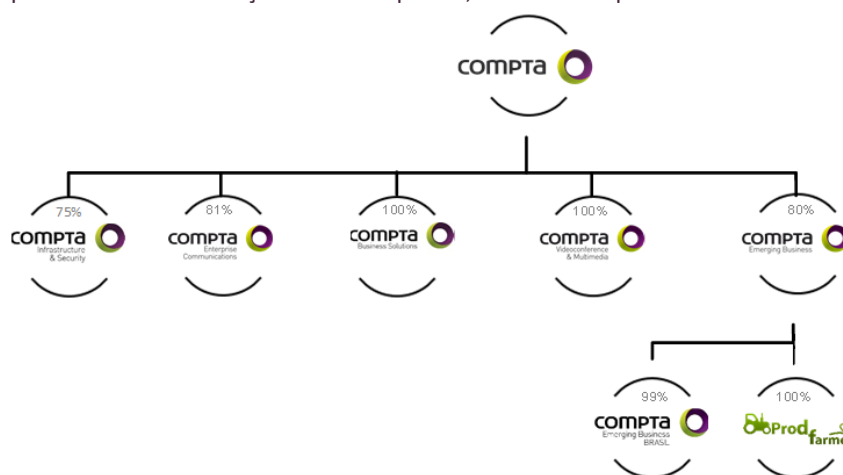 COMPTA
75%
COMPTA
Infrastructure
& Security
81%
COMPTA
Enterprise
Communications
100%
COMPTA
Business Solutions
100%
COMPTA
Videoconference
& Multimedia
80%
COMPTA
Emerging Business
99%
COMPTA
Emerging Business
BRASIL
100%
Prod
farme